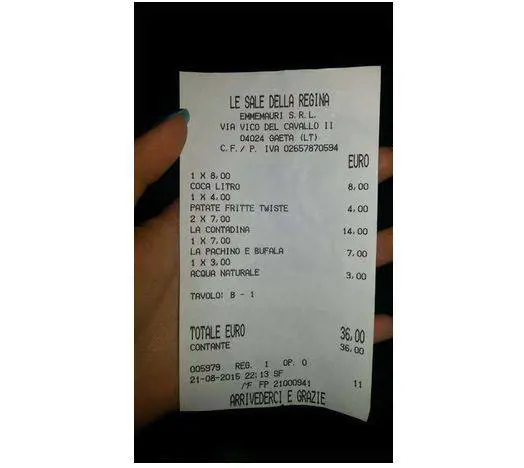 LE SALE DELLA REGINA
EMMEMAURI S.R.L.
VIA VICO DEL CAVALLO II
04024 GAETA (LT)
C.F./P. IVA 02657870594
EURO
1 X 8,00
COCA LITRO 8,00
1 X 4,00
PATATE FRITTE TWISTE 4,00
2 X 7,00
LA CONTADINA 14,00
1 X 7,00
LA PACHINO E BUFALA 7,00
1 X 3,00
ACQUA NATURALE 3,00
TAVOLO: B - 1
TOTALE EURO 36,00
CONTANTE 36,00
005979 REG. 1 OP. 0
21-08-2015 22:13 SF 11
FP 21000941
ARRIVEDERCI E GRAZIE